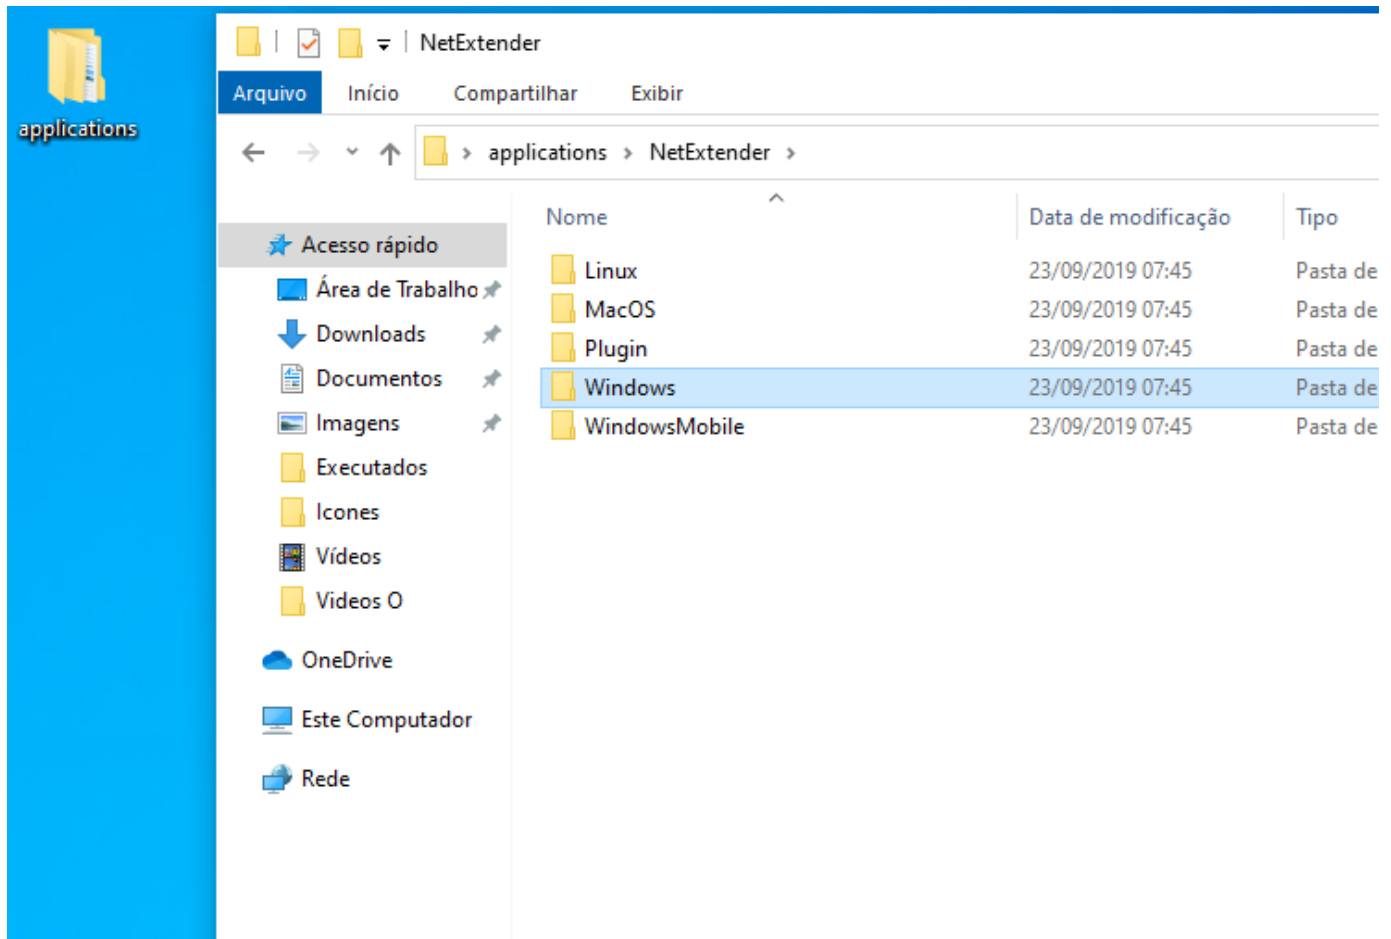 applications
NetExtender
Arquivo Início Compartilhar Exibir
applications NetExtender
Nome Data de modificação Tipo
Acesso rápido
Área de Trabalho
Downloads
Documentos
Imagens
Executados
Icones
Vídeos
Videos O
OneDrive
Este Computador
Rede
Linux 23/09/2019 07:45 Pasta de
MacOS 23/09/2019 07:45 Pasta de
Plugin 23/09/2019 07:45 Pasta de
Windows 23/09/2019 07:45 Pasta de
WindowsMobile 23/09/2019 07:45 Pasta de